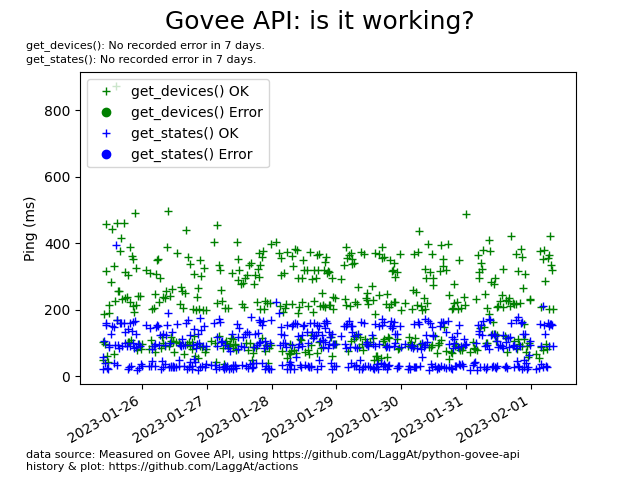 Govee API: is it working?
get_devices(): No recorded error in 7 days.
get_states(): No recorded error in 7 days.
get_devices() OK
get_devices() Error
get_states() OK
get_states() Error
Ping (ms)
800
600
400
200
0
2023-01-26
2023-01-27
2023-01-28
2023-01-29
2023-01-30
2023-01-31
2023-02-01
data source: Measured on Govee API, using https://github.com/LaggAt/python-govee-api
history & plot: https://github.com/LaggAt/actions